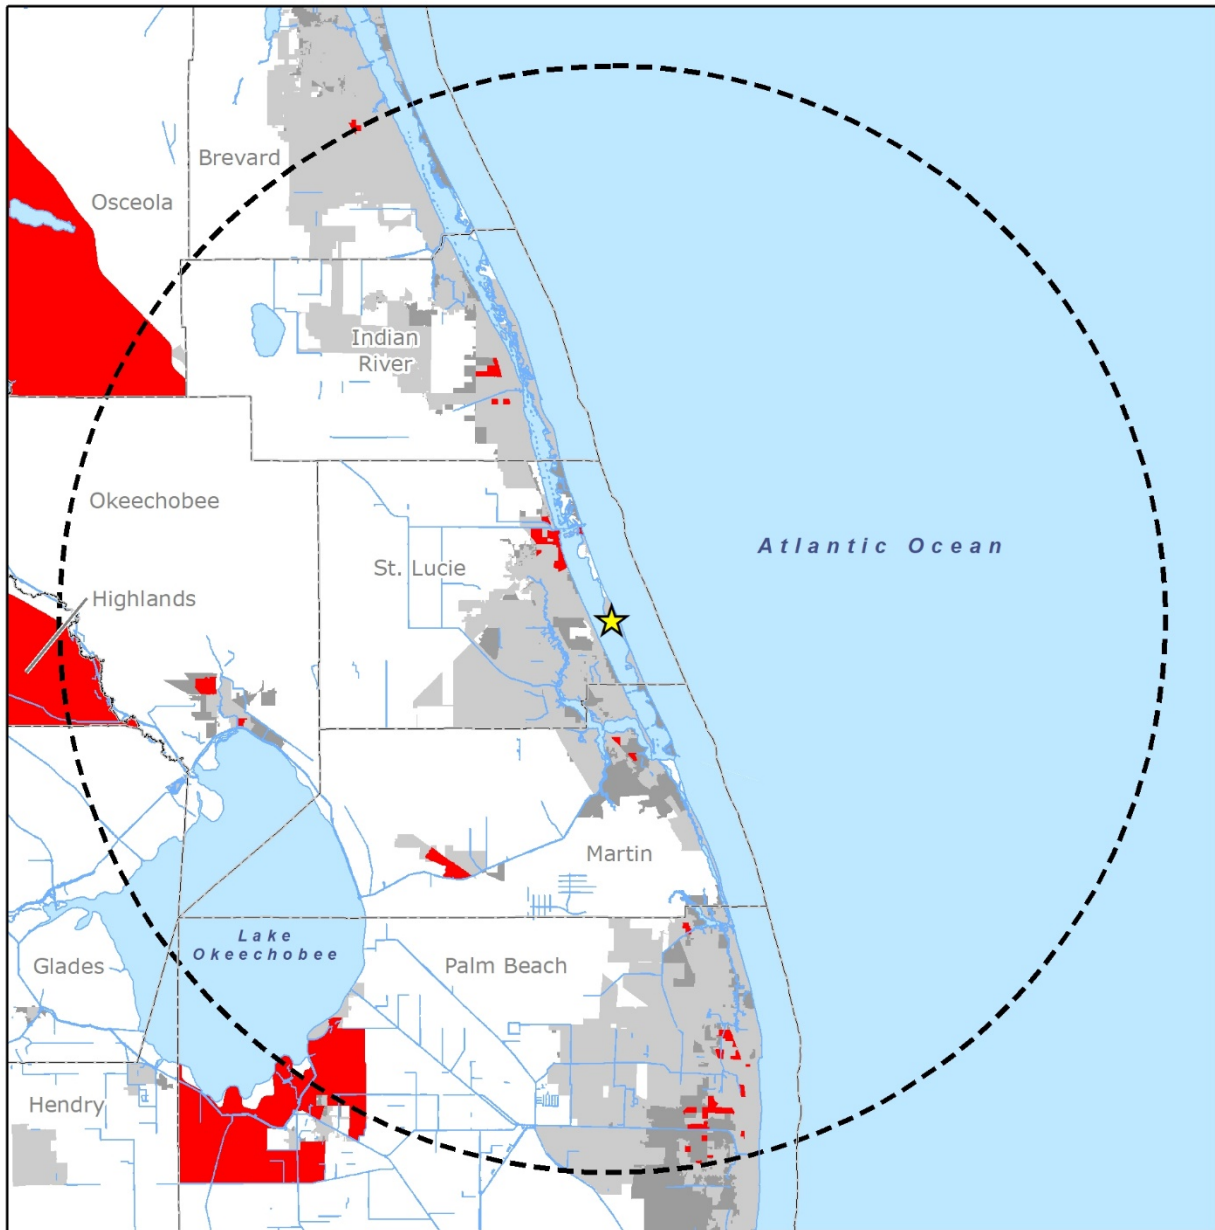 Brevard
Osceola
Indian
River
Okeechobee
Atlantic Ocean
St. Lucie
Highlands
Martin
Lake
Okeechobee
Glades
Palm Beach
Hendry